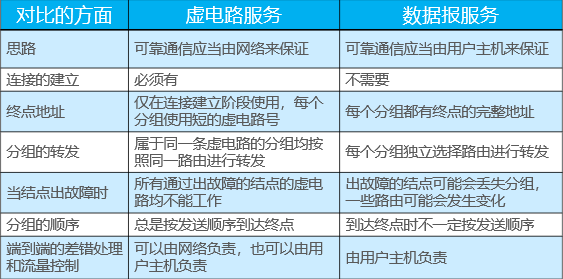 对比的方面 虚电路服务 数据报服务
思路 可靠通信应当由网络来保证 可靠通信应当由用户主机来保证
连接的建立 必须有 不需要
终点地址 仅在连接建立阶段使用，每个分组使用短的虚电路号 每个分组都有终点的完整地址
分组的转发 属于同一条虚电路的分组均按照同一路由进行转发 每个分组独立选择路由进行转发
当结点出故障时 所有通过出故障的结点的虚电路均不能工作 出故障的结点可能会丢失分组，一些路由可能会发生变化
分组的顺序 总是按发送顺序到达终点 到达终点时不一定按发送顺序
端到端的差错处理和流量控制 可以由网络负责，也可以由用户主机负责 由用户主机负责